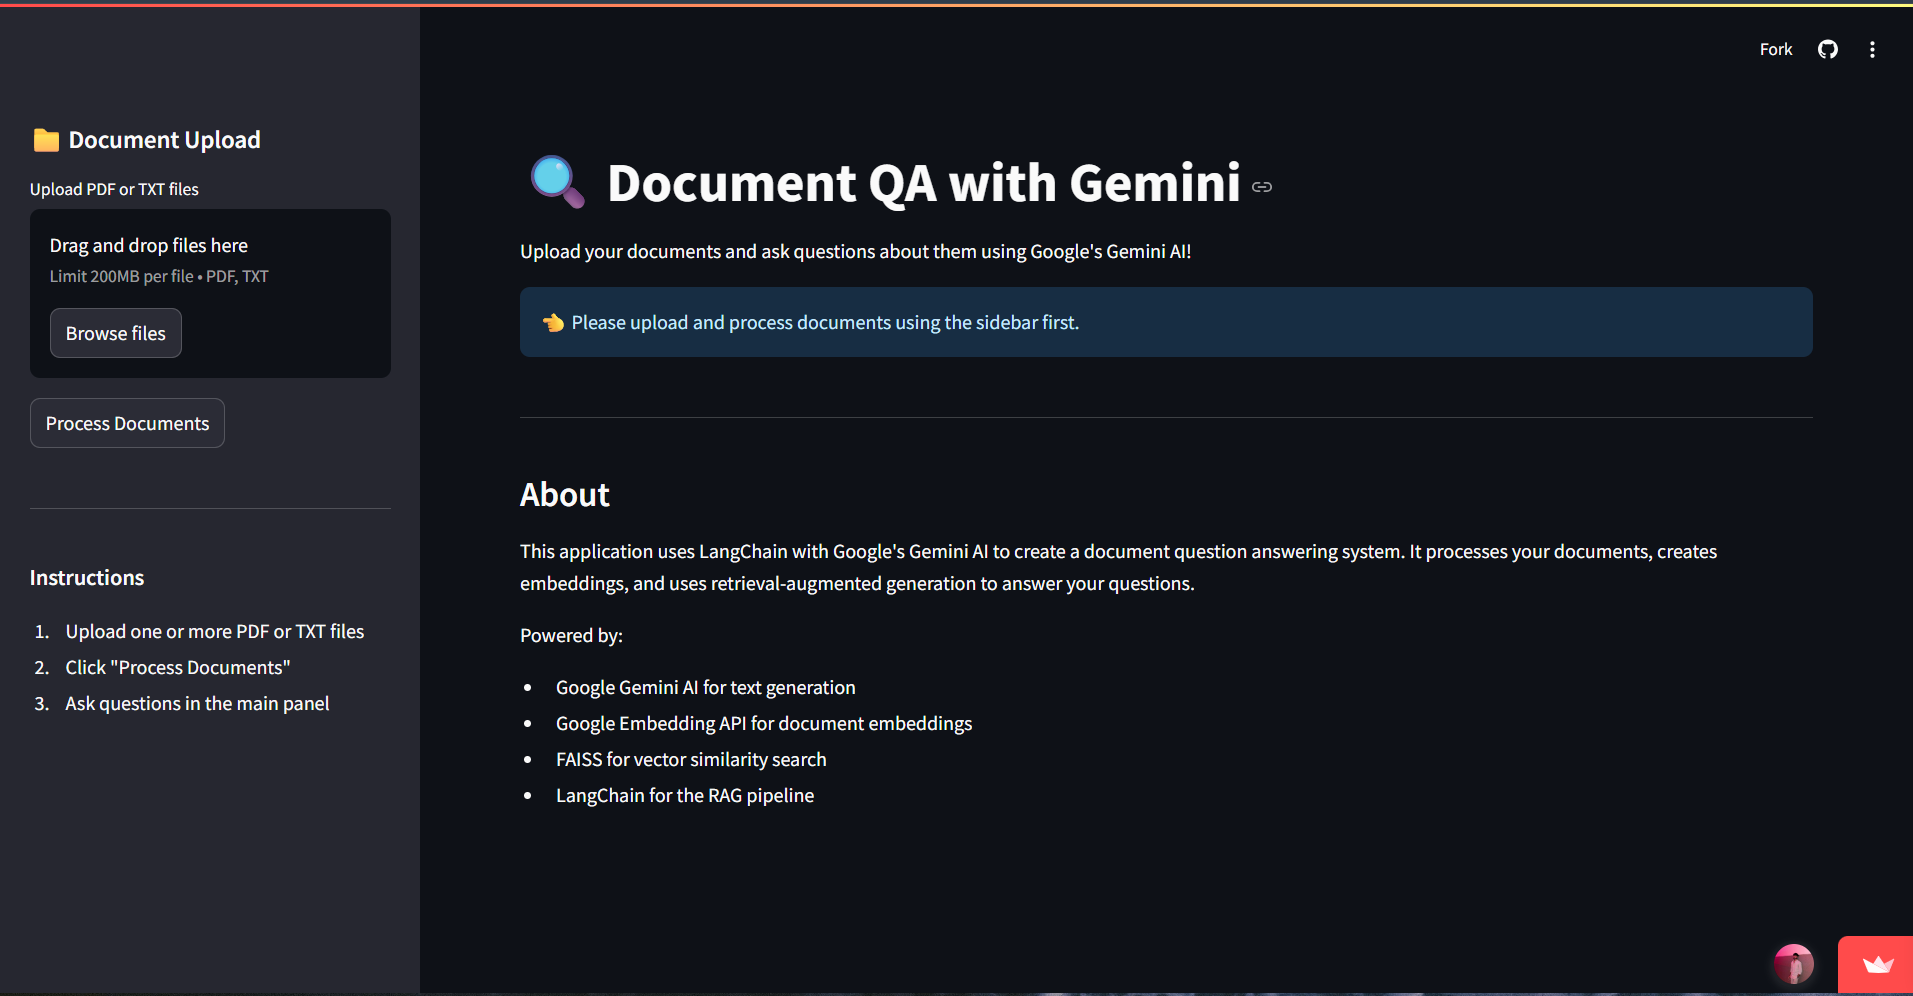 Fork
Document Upload
Upload PDF or TXT files
Drag and drop files here
Limit 200MB per file • PDF, TXT
Browse files
Process Documents
Instructions
1. Upload one or more PDF or TXT files
2. Click "Process Documents"
3. Ask questions in the main panel
Document QA with Gemini
Upload your documents and ask questions about them using Google's Gemini AI!
Please upload and process documents using the sidebar first.
About
This application uses LangChain with Google's Gemini AI to create a document question answering system. It processes your documents, creates
embeddings, and uses retrieval-augmented generation to answer your questions.
Powered by:
• Google Gemini AI for text generation
• Google Embedding API for document embeddings
• FAISS for vector similarity search
• LangChain for the RAG pipeline